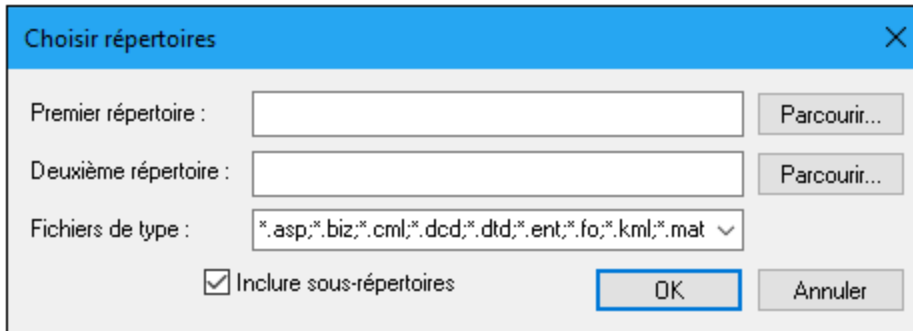 Choisir répertoires
Premier répertoire : Parcourir...
Deuxième répertoire : Parcourir...
Fichiers de type : *.asp;*.biz;*.cml;*.dcd;*.dtd;*.ent;*.fo;*.kml;*.mat
Inclure sous-répertoires OK Annuler